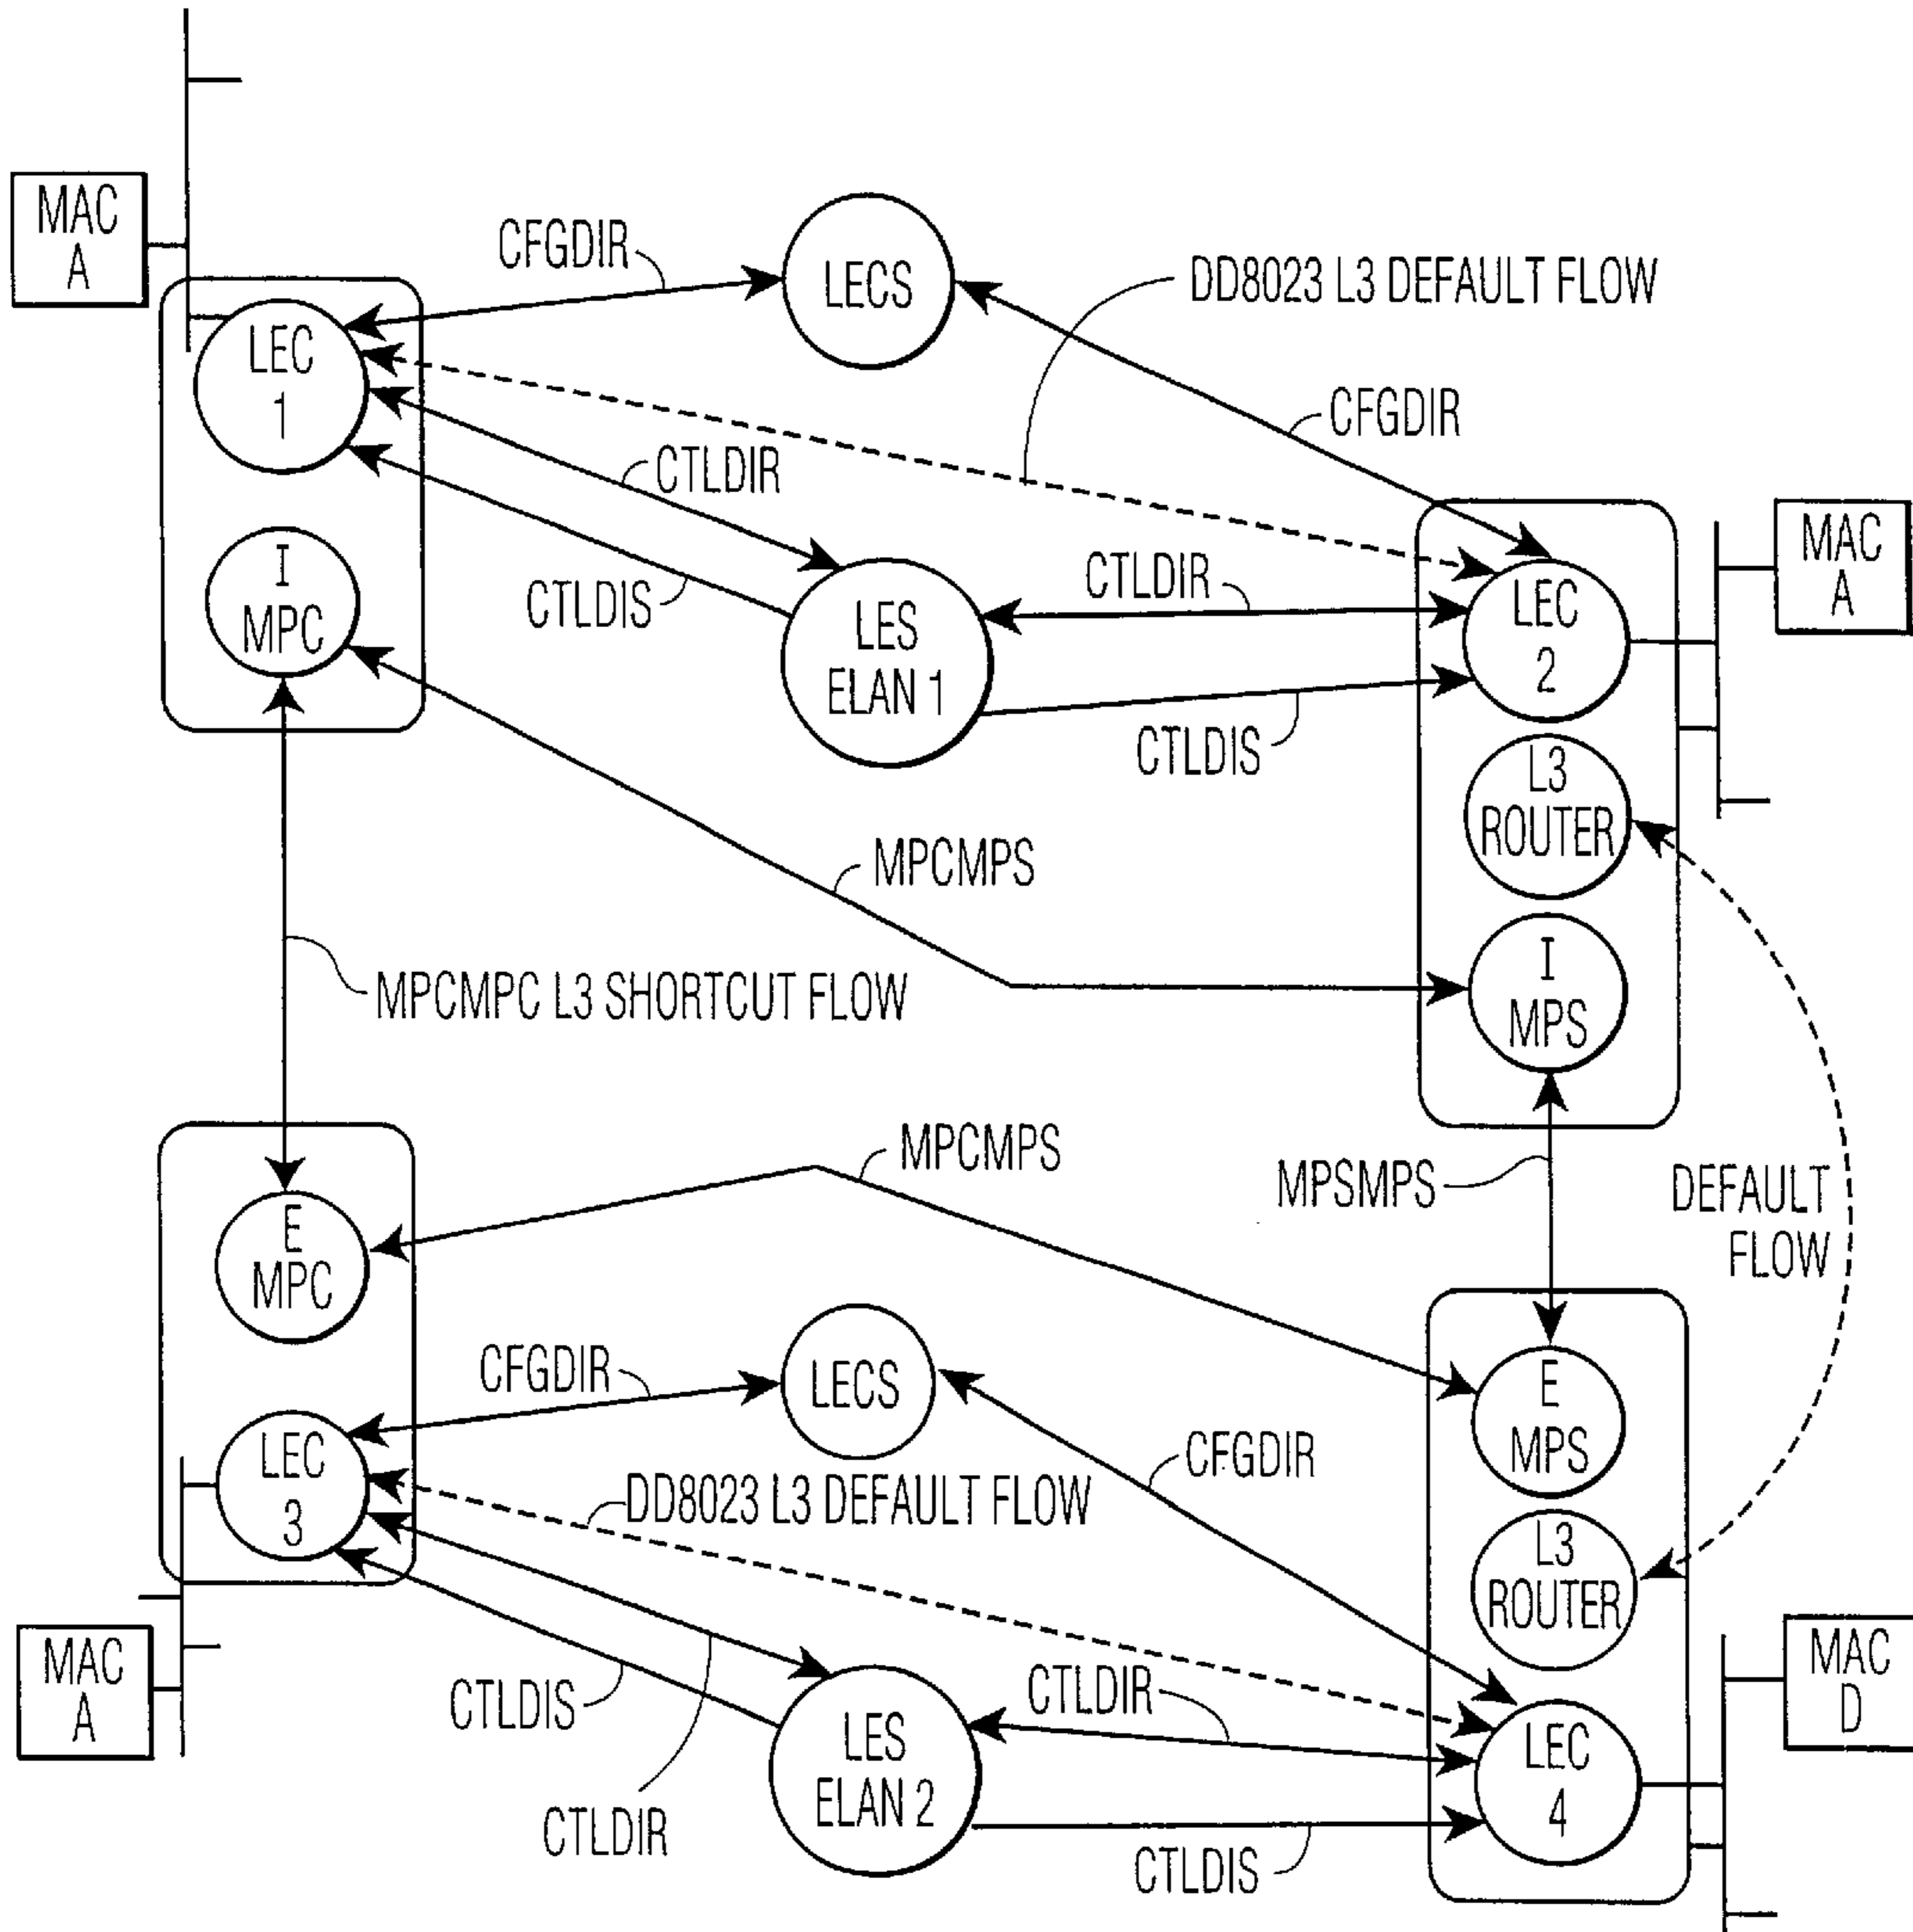 MAC
A
CFGDIR
LECS
DD8023 L3 DEFAULT FLOW
LEC
1
CFGDIR
CTLDIR
I
MPC
CTLDIS
LES
ELAN 1
CTLDIR
CTLDIS
LEC
2
MAC
A
L3
ROUTER
MPCMPS
I
MPS
MPCMPC L3 SHORTCUT FLOW
MPCMPS
MPSMPS
DEFAULT
FLOW
E
MPC
CFGDIR
LECS
CFGDIR
E
MPS
LEC
3
DD8023 L3 DEFAULT FLOW
L3
ROUTER
MAC
A
CTLDIS
CTLDIR
LES
ELAN 2
CTLDIR
CTLDIS
LEC
4
MAC
D